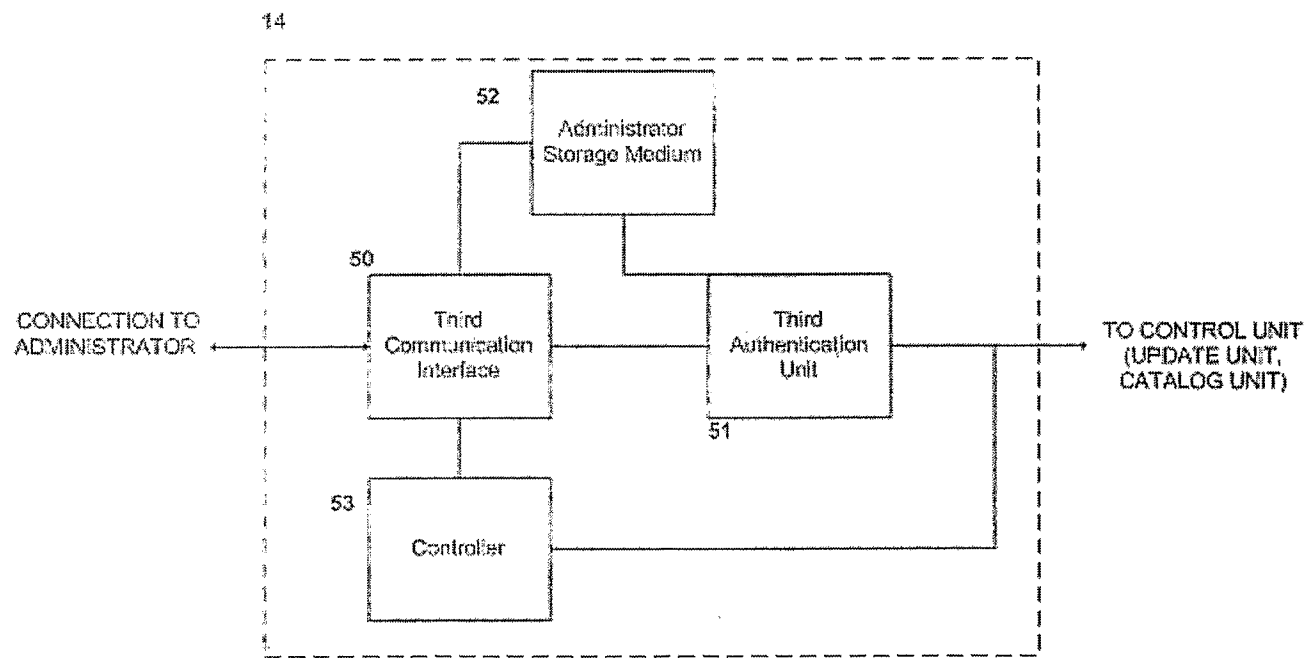 14
52
Administrator
Storage Medium
50
CONNECTION TO
ADMINISTRATOR
Third
Communication
Interface
Third
Authentication
Unit
TO CONTROL UNIT
(UPDATE UNIT,
CATALOG UNIT)
51
53
Controller